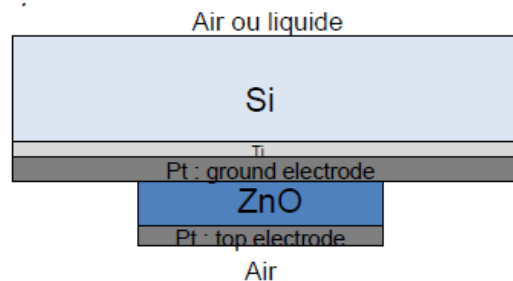 Air ou liquide
Si
Ti
Pt : ground electrode
ZnO
Pt : top electrode
Air